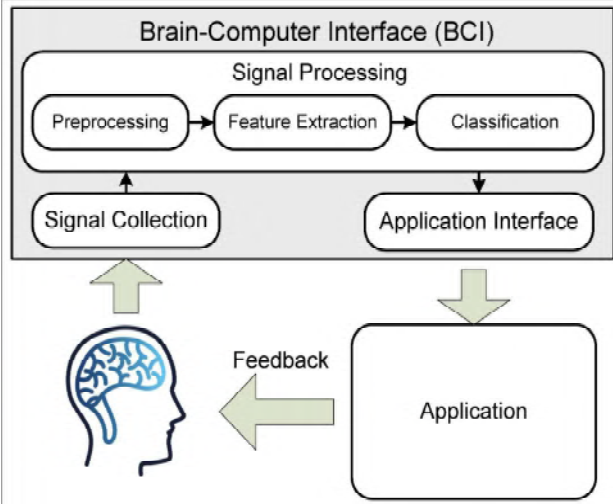 Brain-Computer Interface (BCI)
Signal Processing
Preprocessing
Feature Extraction
Classification
Signal Collection
Application Interface
Feedback
Application